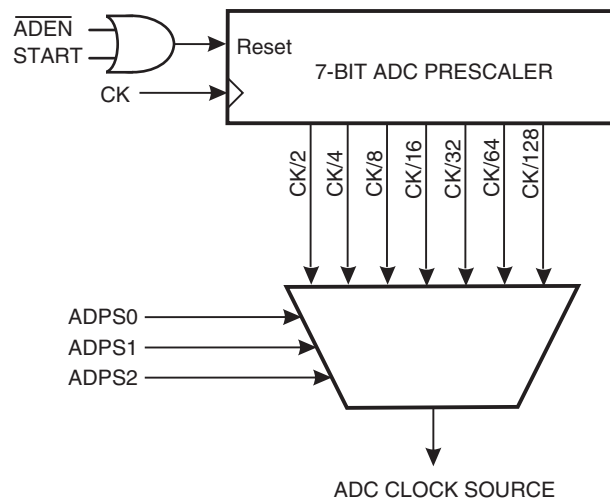 ADEN
START
Reset
7-BIT ADC PRESCALER
CK
CK/2
CK/4
CK/8
CK/16
CK/32
CK/64
CK/128
ADPS0
ADPS1
ADPS2
ADC CLOCK SOURCE